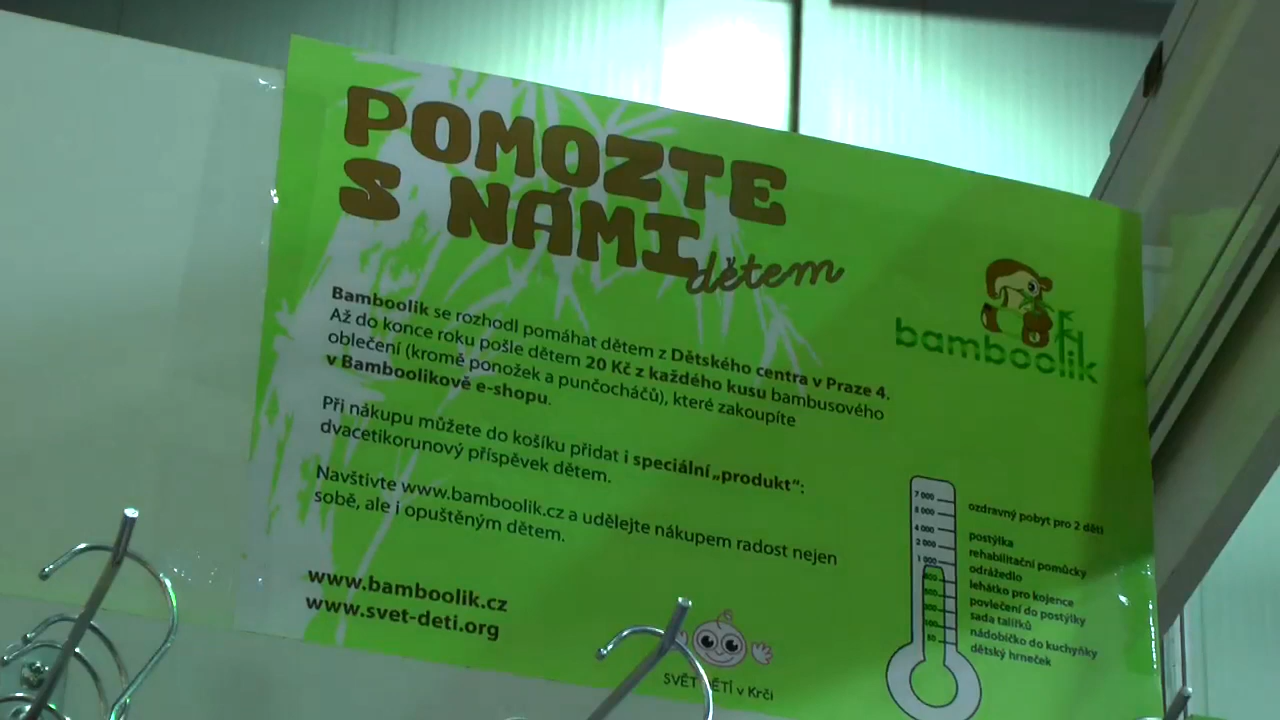 POMOZTE
S NÁMI
dětem
bamboolik
Bamboolik se rozhodl pomáhat dětem z Dětského centra v Praze 4.
Až do konce roku pošle dětem 20 Kč z každého kusu bambusového
oblečení (kromě ponožek a punčocháčů), které zakoupíte
v Bamboolikově e-shopu.
Při nákupu můžete do košíku přidat i speciální „produkt“:
dvacetikorunový příspěvek dětem.
Navštivte www.bamboolik.cz a udělejte nákupem radost nejen
sobě, ale i opuštěným dětem.
www.bamboolik.cz
www.svet-deti.org
SVĚT DĚTÍ v Krči
7 000
4 000
2 000
1 000
ozdravný pobyt pro 2 děti
postýlka
rehabilitační pomůcky
odrážedlo
lehátko pro kojence
povlečení do postýlky
sada talířků
nádobíčko do kuchyňky
dětský hrneček